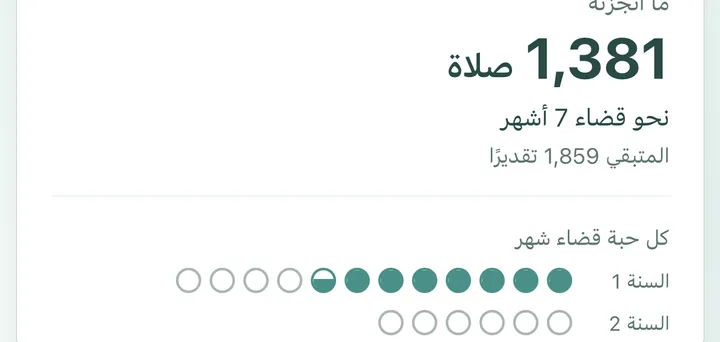 ما أنجزته
1,381 صلاة
نحو قضاء 7 أشهر
المتبقي 1,859 تقديرًا
كل حبة قضاء شهر
السنة 1
السنة 2